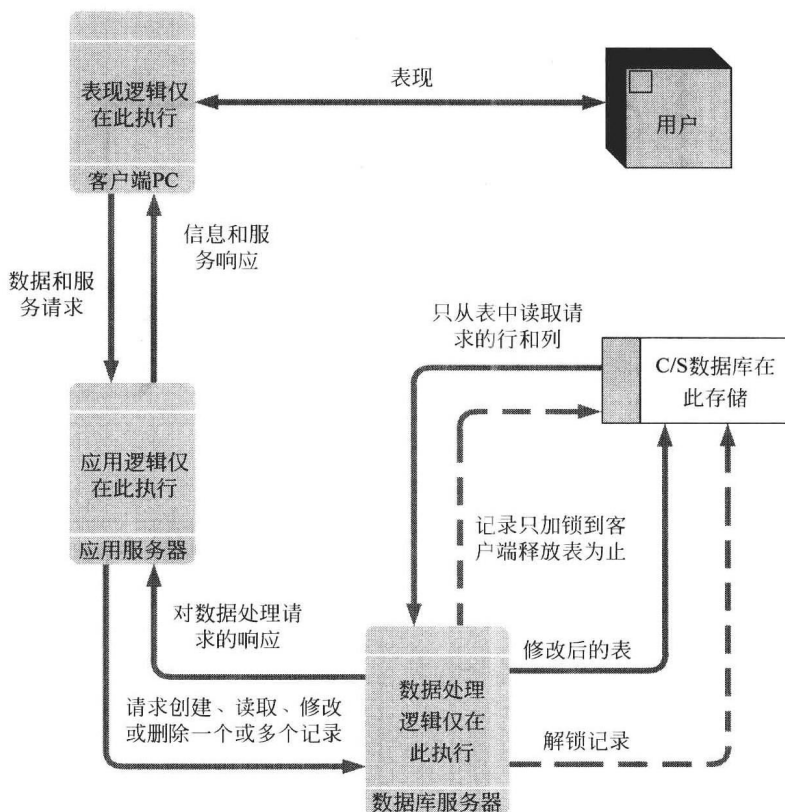 表现逻辑仅
在此执行
客户端PC
表现
用户
信息和服
务响应
数据和服
务请求
只从表中读取请
求的行和列
C/S数据库在
此存储
应用逻辑仅
在此执行
应用服务器
记录只加锁到客
户端释放表为止
对数据处理请
求的响应
修改后的表
请求创建、读取、修改
或删除一个或多个记录
数据处理
逻辑仅在
此执行
解锁记录
数据库服务器